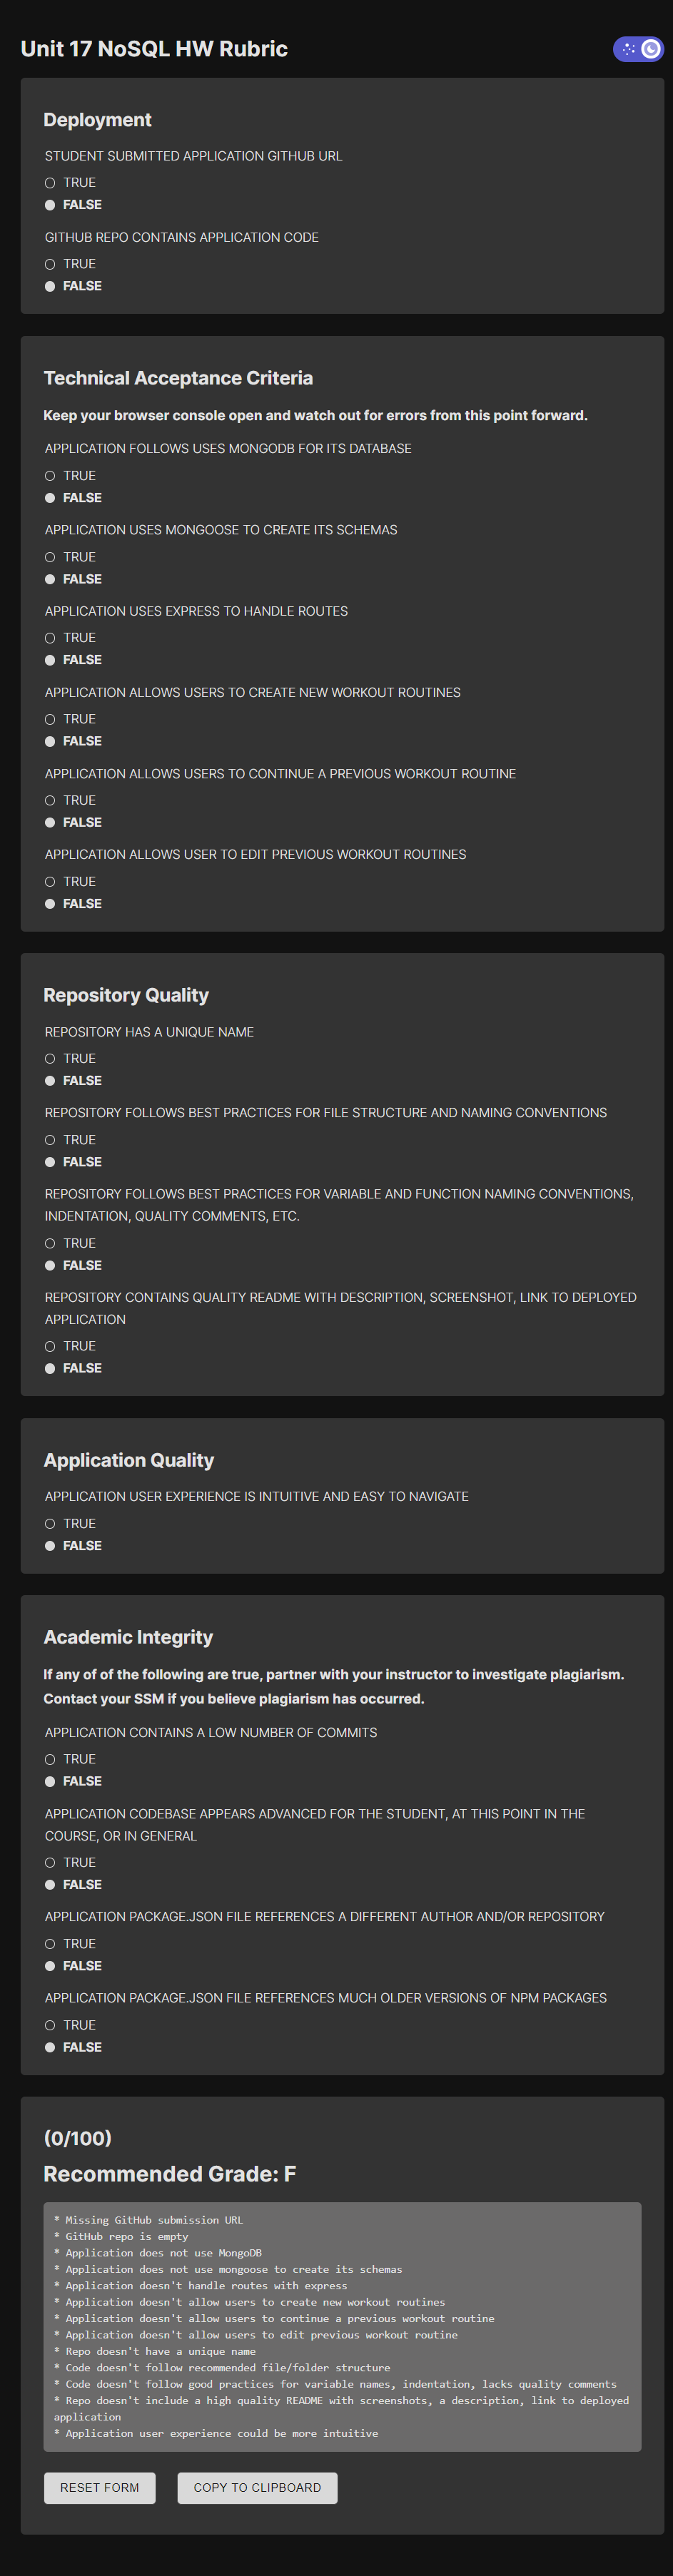 Unit 17 NoSQL HW Rubric
Deployment
STUDENT SUBMITTED APPLICATION GITHUB URL
TRUE
FALSE
GITHUB REPO CONTAINS APPLICATION CODE
TRUE
FALSE
Technical Acceptance Criteria
Keep your browser console open and watch out for errors from this point forward.
APPLICATION FOLLOWS USES MONGODB FOR ITS DATABASE
TRUE
FALSE
APPLICATION USES MONGOOSE TO CREATE ITS SCHEMAS
TRUE
FALSE
APPLICATION USES EXPRESS TO HANDLE ROUTES
TRUE
FALSE
APPLICATION ALLOWS USERS TO CREATE NEW WORKOUT ROUTINES
TRUE
FALSE
APPLICATION ALLOWS USERS TO CONTINUE A PREVIOUS WORKOUT ROUTINE
TRUE
FALSE
APPLICATION ALLOWS USER TO EDIT PREVIOUS WORKOUT ROUTINES
TRUE
FALSE
Repository Quality
REPOSITORY HAS A UNIQUE NAME
TRUE
FALSE
REPOSITORY FOLLOWS BEST PRACTICES FOR FILE STRUCTURE AND NAMING CONVENTIONS
TRUE
FALSE
REPOSITORY FOLLOWS BEST PRACTICES FOR VARIABLE AND FUNCTION NAMING CONVENTIONS,
INDENTATION, QUALITY COMMENTS, ETC.
TRUE
FALSE
REPOSITORY CONTAINS QUALITY README WITH DESCRIPTION, SCREENSHOT, LINK TO DEPLOYED
APPLICATION
TRUE
FALSE
Application Quality
APPLICATION USER EXPERIENCE IS INTUITIVE AND EASY TO NAVIGATE
TRUE
FALSE
Academic Integrity
If any of of the following are true, partner with your instructor to investigate plagiarism.
Contact your SSM if you believe plagiarism has occurred.
APPLICATION CONTAINS A LOW NUMBER OF COMMITS
TRUE
FALSE
APPLICATION CODEBASE APPEARS ADVANCED FOR THE STUDENT, AT THIS POINT IN THE
COURSE, OR IN GENERAL
TRUE
FALSE
APPLICATION PACKAGE.JSON FILE REFERENCES A DIFFERENT AUTHOR AND/OR REPOSITORY
TRUE
FALSE
APPLICATION PACKAGE.JSON FILE REFERENCES MUCH OLDER VERSIONS OF NPM PACKAGES
TRUE
FALSE
(0/100)
Recommended Grade: F
* Missing GitHub submission URL
* GitHub repo is empty
* Application does not use MongoDB
* Application does not use mongoose to create its schemas
* Application doesn't handle routes with express
* Application doesn't allow users to create new workout routines
* Application doesn't allow users to continue a previous workout routine
* Application doesn't allow users to edit previous workout routine
* Repo doesn't have a unique name
* Code doesn't follow recommended file/folder structure
* Code doesn't follow good practices for variable names, indentation, lacks quality comments
* Repo doesn't include a high quality README with screenshots, a description, link to deployed
application
* Application user experience could be more intuitive
RESET FORM COPY TO CLIPBOARD